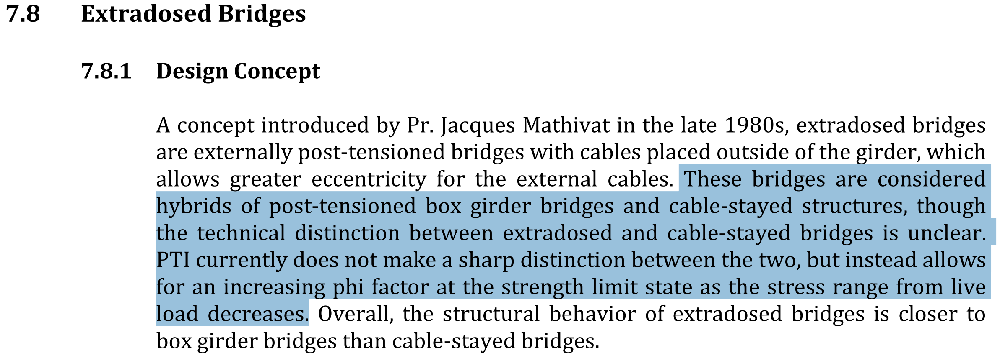 7.8 Extradosed Bridges
7.8.1 Design Concept
A concept introduced by Pr. Jacques Mathivat in the late 1980s, extradosed bridges
are externally post-tensioned bridges with cables placed outside of the girder, which
allows greater eccentricity for the external cables. These bridges are considered
hybrids of post-tensioned box girder bridges and cable-stayed structures, though
the technical distinction between extradosed and cable-stayed bridges is unclear.
PTI currently does not make a sharp distinction between the two, but instead allows
for an increasing phi factor at the strength limit state as the stress range from live
load decreases. Overall, the structural behavior of extradosed bridges is closer to
box girder bridges than cable-stayed bridges.